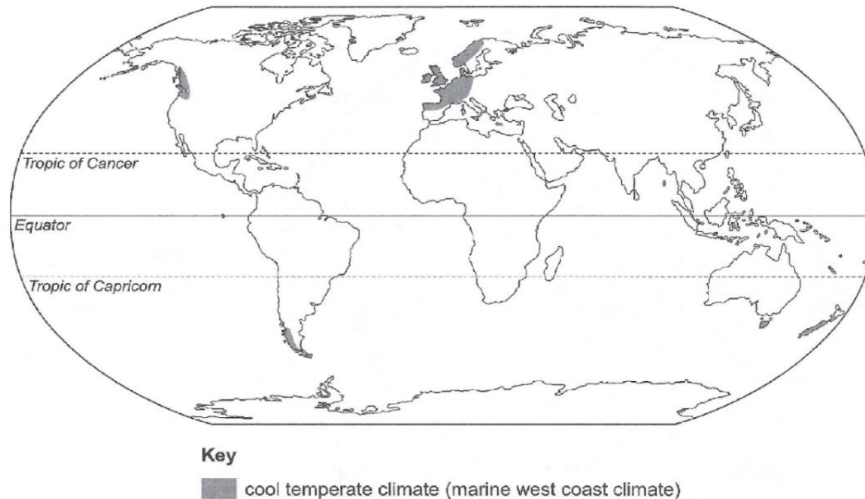 Tropic of Cancer
Equator
Tropic of Capricorn
Key
cool temperate climate (marine west coast climate)